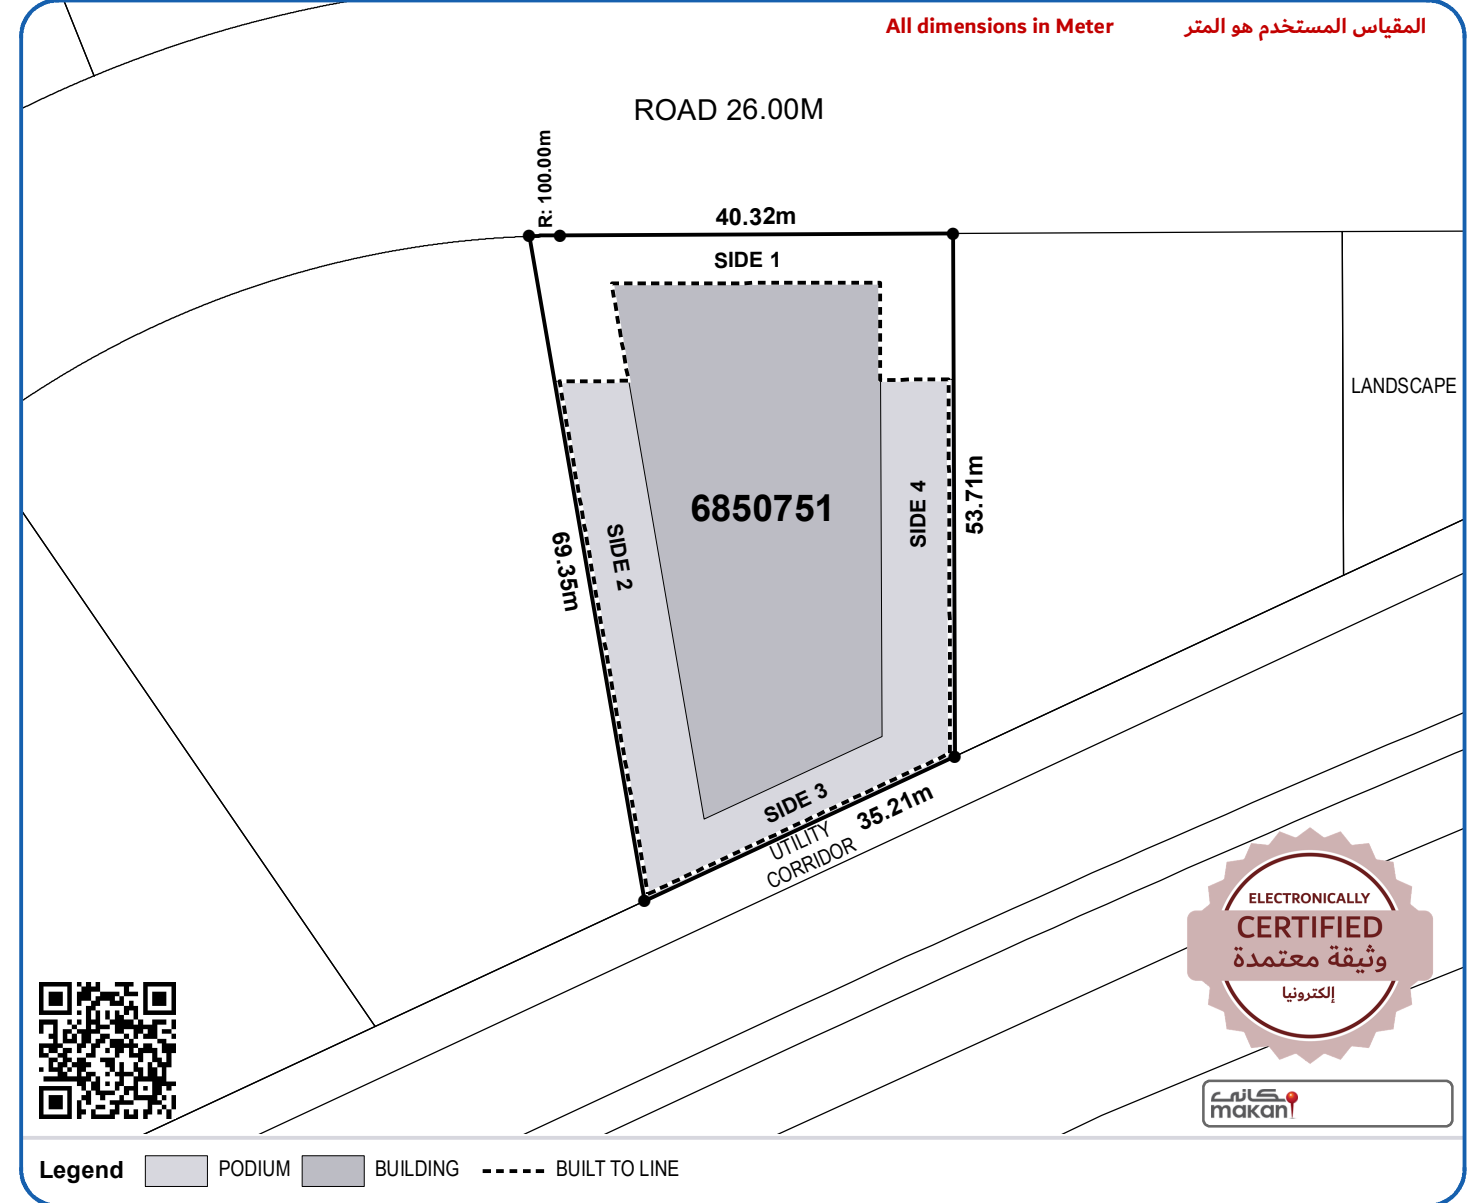 All dimensions in Meter
المقياس المستخدم هو المتر
ROAD 26.00M
R: 100.00m
40.32m
SIDE 1
LANDSCAPE
6850751
SIDE 4
53.71m
SIDE 2
69.35m
SIDE 3
35.21m
UTILITY
CORRIDOR
ELECTRONICALLY
CERTIFIED
وثيقة معتمدة
إلكترونيا
مكاني
makani
Legend
PODIUM
BUILDING
BUILT TO LINE